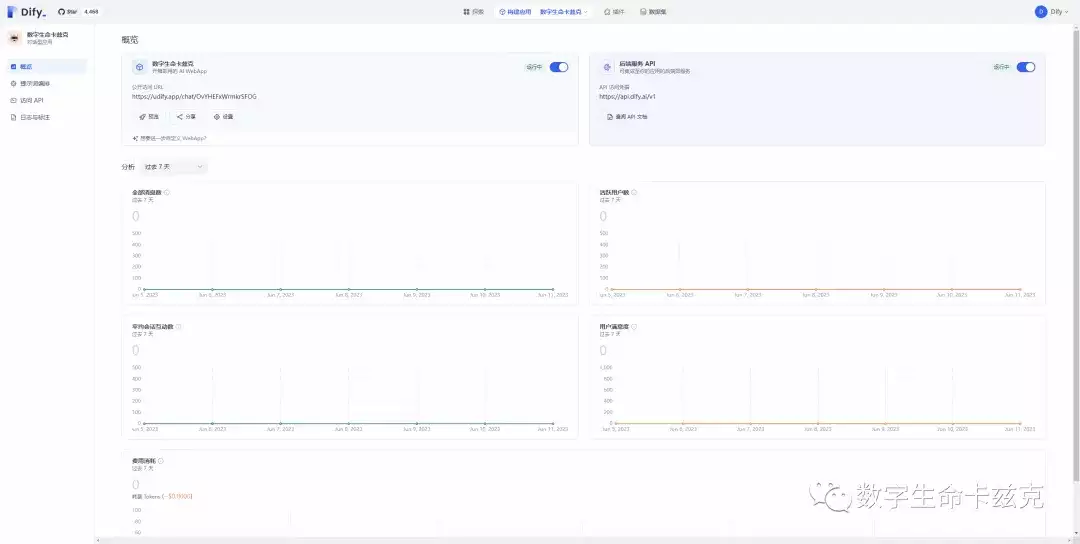 Dify_
Star 4,468
探索
构建应用
数字生命卡兹克
插件
数据集
D Dify
数字生命卡兹克
对话型应用
概览
提示词编排
访问 API
日志与标注
概览
数字生命卡兹克
开箱即用的 AI WebApp
运行中
公开访问 URL
预览
分享
设置
想要进一步自定义 WebApp?
后端服务 API
可集成至你的应用的后端即服务
运行中
API 访问凭据
https://api.dify.ai/v1
查阅 API 文档
分析
过去 7 天
全部消息数
过去 7 天
0
500
400
300
200
100
0
Jun 5, 2023 Jun 6, 2023 Jun 7, 2023 Jun 8, 2023 Jun 9, 2023 Jun 10, 2023 Jun 11, 2023
活跃用户数
过去 7 天
0
500
400
300
200
100
0
Jun 5, 2023 Jun 6, 2023 Jun 7, 2023 Jun 8, 2023 Jun 9, 2023 Jun 10, 2023 Jun 11, 2023
平均会话互动数
过去 7 天
0
500
400
300
200
100
0
Jun 5, 2023 Jun 6, 2023 Jun 7, 2023 Jun 8, 2023 Jun 9, 2023 Jun 10, 2023 Jun 11, 2023
用户满意度
过去 7 天
0
1,000
800
600
400
200
0
Jun 5, 2023 Jun 6, 2023 Jun 7, 2023 Jun 8, 2023 Jun 9, 2023 Jun 10, 2023 Jun 11, 2023
费用消耗
过去 7 天
0
耗费 Tokens (~$0.0000)
100
80
60
数字生命卡兹克